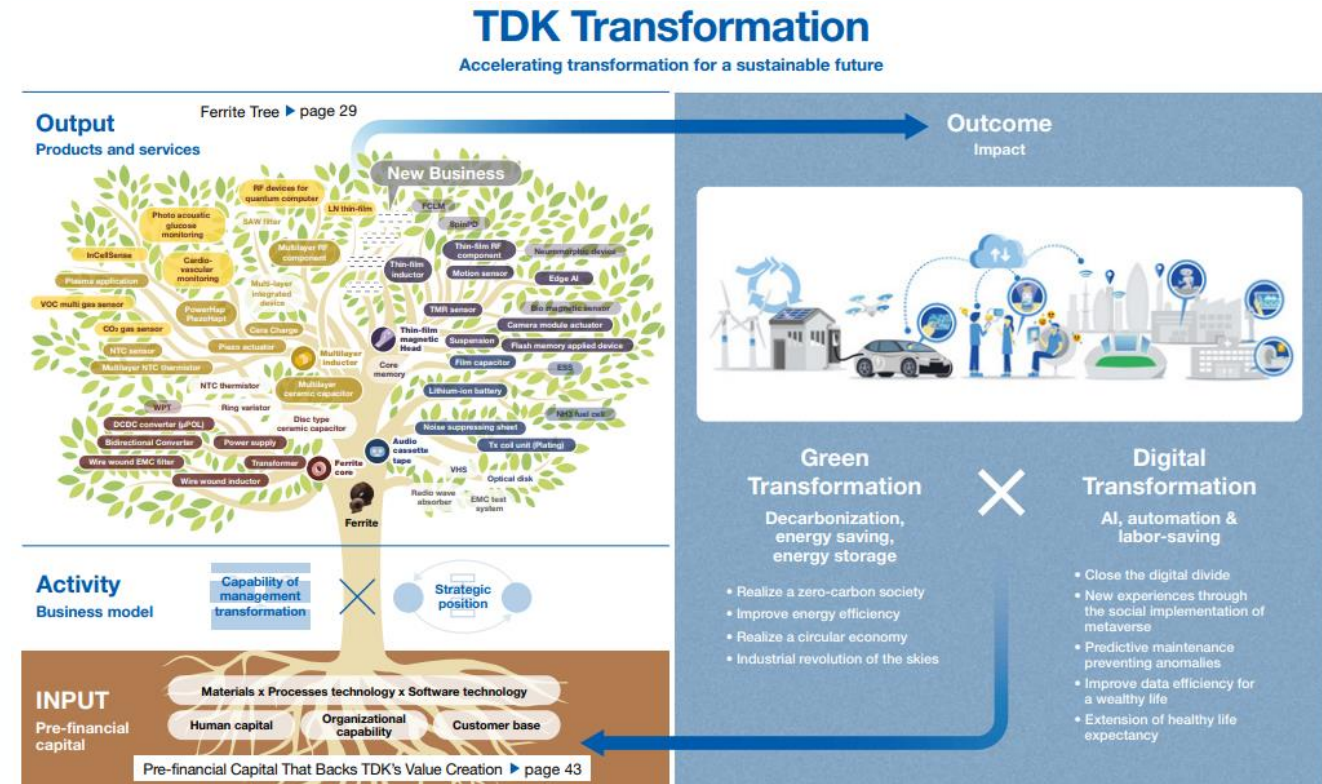 TDK Transformation
Accelerating transformation for a sustainable future
Output
Products and services
Ferrite Tree ▶ page 29
New Business
RF devices for
quantum computer
LN thin-film
FCLM
SpinPD
Photo acoustic
glucose
monitoring
SAW filter
Multilayer RF
component
Thin-film RF
component
Neuromorphic device
InCellSense
Cardio-
vascular
monitoring
Thin-film
inductor
Motion sensor
Edge AI
Plasma application
Multi-layer
integrated
device
VOC multi gas sensor
PowerHap
PiezoHapt
TMR sensor
Bio magnetic sensor
CO₂ gas sensor
Cera Charge
Thin-film
magnetic
Head
Camera module actuator
NTC sensor
Piezo actuator
Suspension
Flash memory applied device
Multilayer NTC thermistor
Multilayer
inductor
Core
memory
Film capacitor
ESS
NTC thermistor
Multilayer
ceramic capacitor
Lithium-ion battery
WPT
Ring varistor
Disc type
ceramic capacitor
NH3 fuel cell
DCDC converter (μPOL)
Noise suppressing sheet
Bidirectional Converter
Power supply
Audio
cassette
tape
Tx coil unit (Plating)
Wire wound EMC filter
Transformer
Ferrite
core
VHS
Optical disk
Wire wound inductor
Radio wave
absorber
EMC test
system
Ferrite
Activity
Business model
Capability of
management
transformation
Strategic
position
INPUT
Pre-financial
capital
Materials x Processes technology x Software technology
Human capital
Organizational
capability
Customer base
Pre-financial Capital That Backs TDK's Value Creation ▶ page 43
Outcome
Impact
Green
Transformation
Decarbonization,
energy saving,
energy storage
• Realize a zero-carbon society
• Improve energy efficiency
• Realize a circular economy
• Industrial revolution of the skies
Digital
Transformation
AI, automation &
labor-saving
• Close the digital divide
• New experiences through
the social implementation of
metaverse
• Predictive maintenance
preventing anomalies
• Improve data efficiency for
a wealthy life
• Extension of healthy life
expectancy